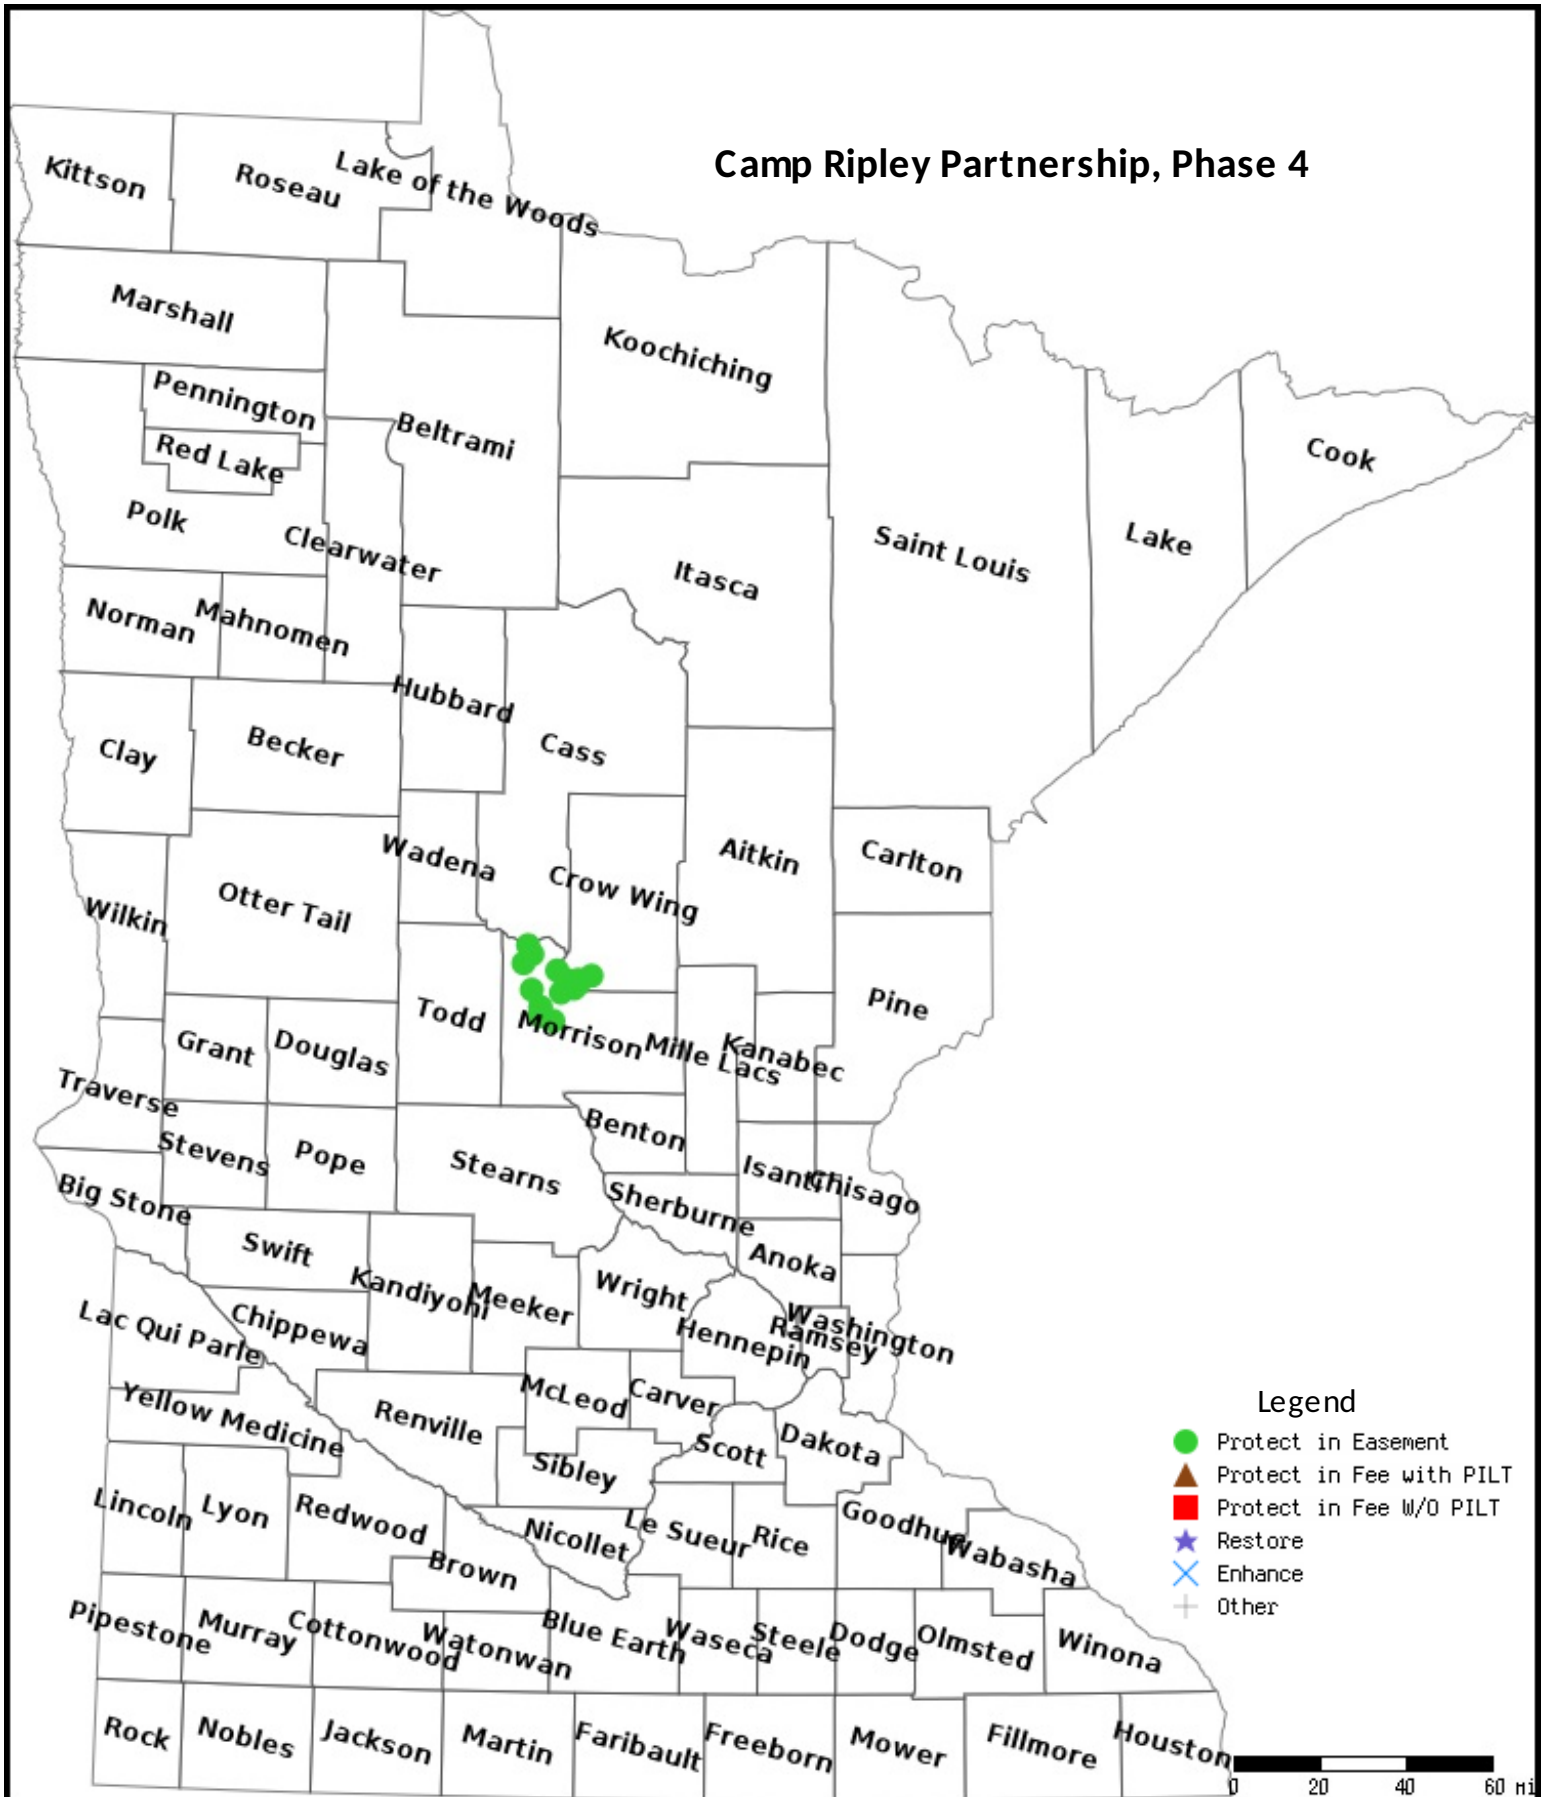 Camp Ripley Partnership, Phase 4
Kittson
Roseau
Lake of the Woods
Marshall
Koochiching
Pennington
Beltrami
Red Lake
Cook
Polk
Clearwater
Saint Louis
Lake
Itasca
Norman
Mahnomen
Hubbard
Clay
Becker
Cass
Wadena
Aitkin
Carlton
Otter Tail
Crow Wing
Wilkin
Todd
Pine
Morrison
Grant
Douglas
Mille Lacs
Kanabec
Traverse
Benton
Stevens
Pope
Stearns
Isanti
Chisago
Big Stone
Sherburne
Swift
Anoka
Kandiyohi
Meeker
Wright
Lac Qui Parle
Chippewa
Washington
Ramsey
Hennepin
McLeod
Carver
Yellow Medicine
Renville
Scott
Dakota
Sibley
Lincoln
Lyon
Redwood
Nicollet
Le Sueur
Rice
Goodhue
Wabasha
Brown
Pipestone
Murray
Cottonwood
Watonwan
Blue Earth
Waseca
Steele
Dodge
Olmsted
Winona
Rock
Nobles
Jackson
Martin
Faribault
Freeborn
Mower
Fillmore
Houston
Legend
Protect in Easement
Protect in Fee with PILT
Protect in Fee W/O PILT
Restore
Enhance
Other
0 20 40 60 mi